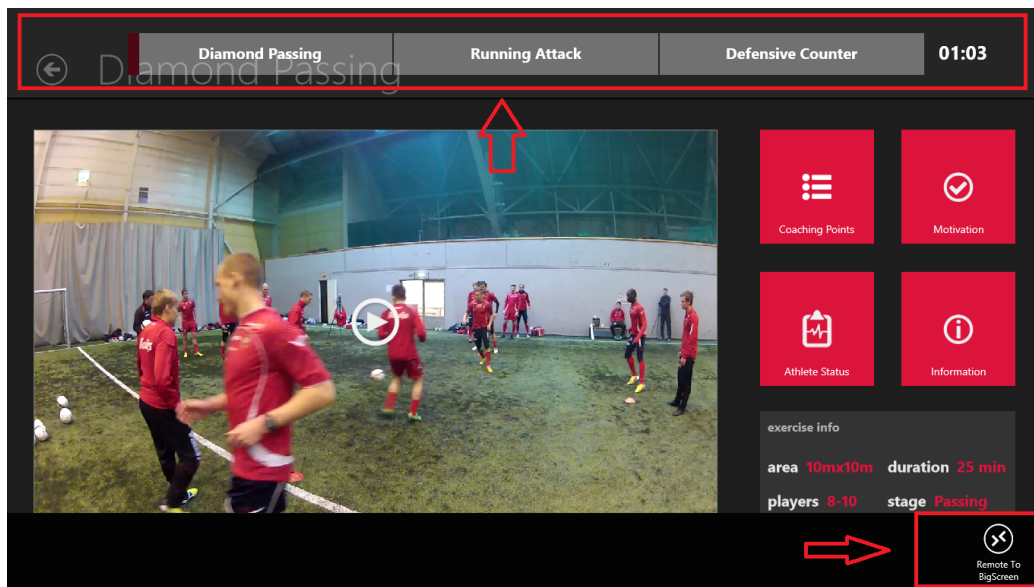 Diamond Passing
Running Attack
Defensive Counter
01:03
Diamond Passing
Coaching Points
Motivation
Athlete Status
Information
exercise info
area 10mx10m duration 25 min
players 8-10 stage Passing
Remote To
BigScreen